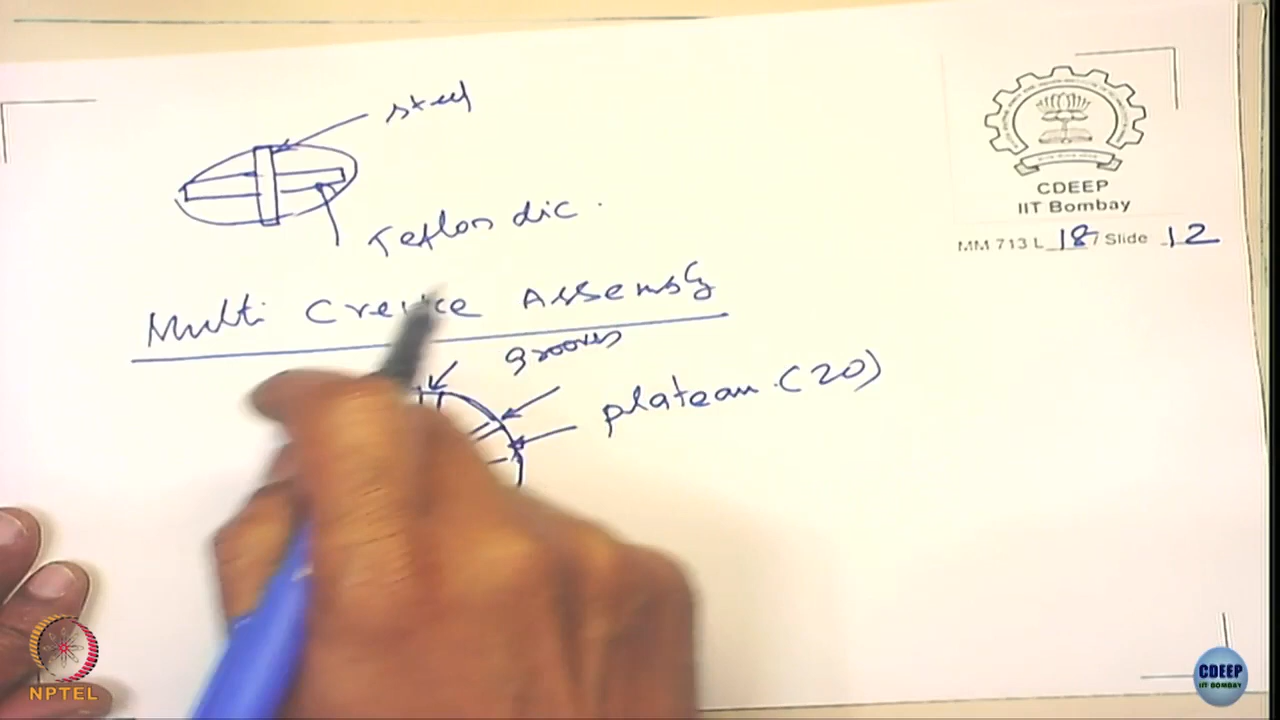 steel
Teflon dic.
Multi Crevice Assembly
grooves
plateau (20)
CDEEP
IIT Bombay
MM 713 L 18 / Slide 12
NPTEL
CDEEP
IIT BOMBAY